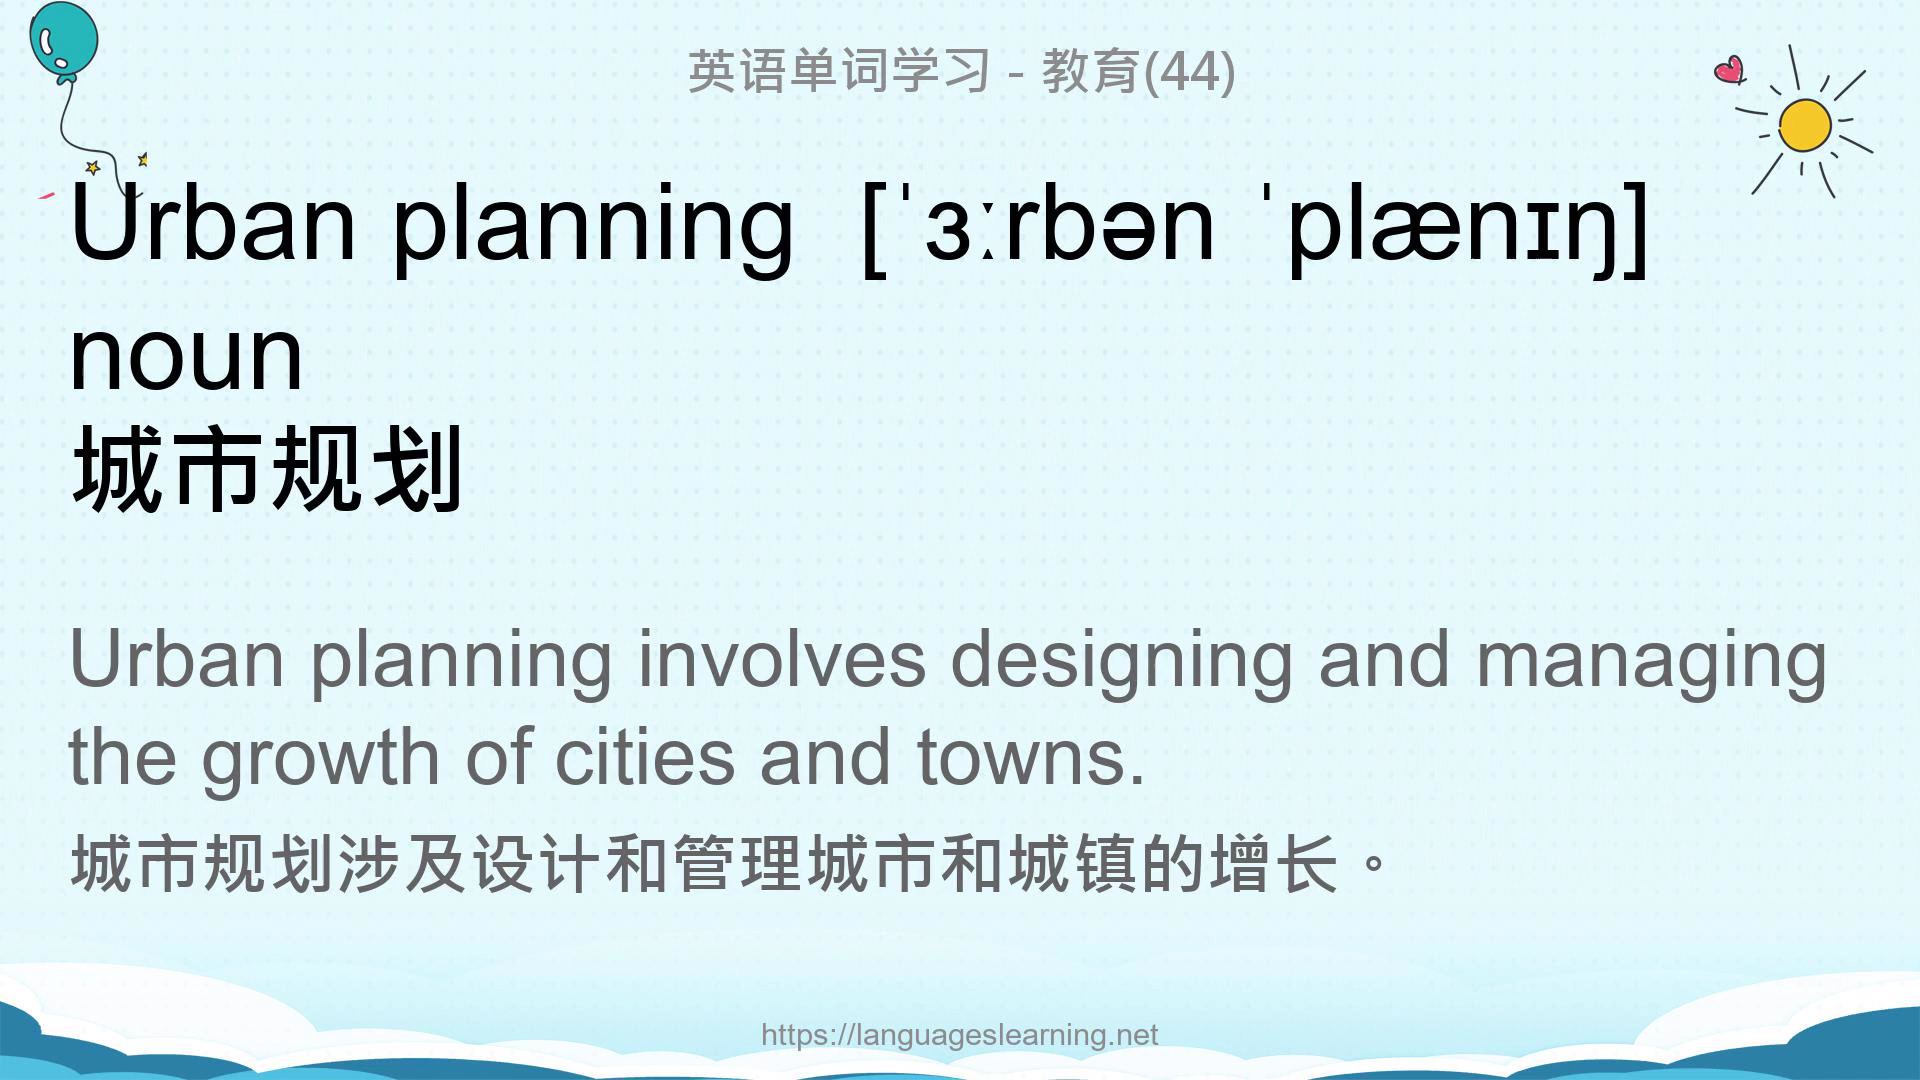 英语单词学习 - 教育(44)
Urban planning [ˈɜːrbən ˈplænɪŋ]
noun
城市规划
Urban planning involves designing and managing
the growth of cities and towns.
城市规划涉及设计和管理城市和城镇的增长。
https://languageslearning.net